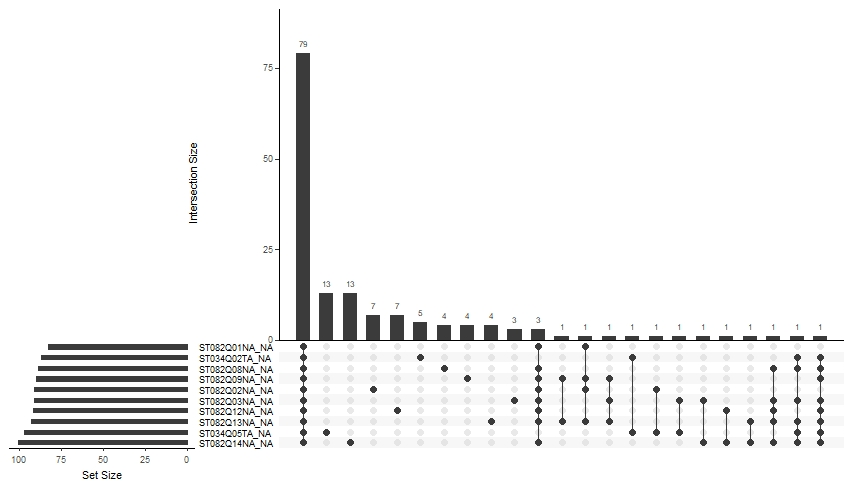 79
75
50
25
0
Intersection Size
13
13
7
7
5
4
4
4
3
3
1
1
1
1
1
1
1
1
1
1
1
1
ST082Q01NA_NA
ST034Q02TA_NA
ST082Q08NA_NA
ST082Q09NA_NA
ST082Q02NA_NA
ST082Q03NA_NA
ST082Q12NA_NA
ST082Q13NA_NA
ST034Q05TA_NA
ST082Q14NA_NA
100 75 50 25 0
Set Size